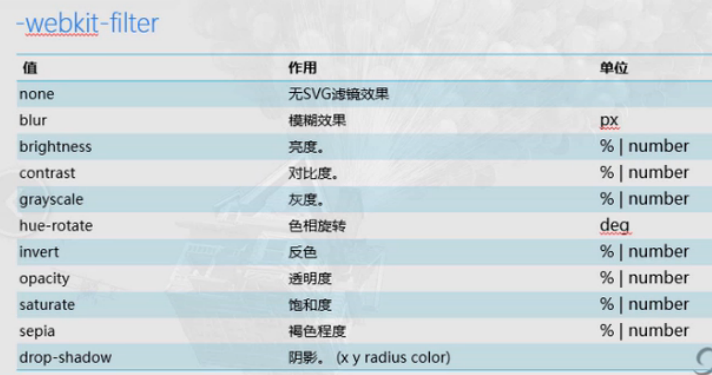 -webkit-filter
值 作用 单位
none 无SVG滤镜效果
blur 模糊效果 px
brightness 亮度。 % | number
contrast 对比度。 % | number
grayscale 灰度。 % | number
hue-rotate 色相旋转 deg
invert 反色 % | number
opacity 透明度 % | number
saturate 饱和度 % | number
sepia 褐色程度 % | number
drop-shadow 阴影。 (x y radius color)